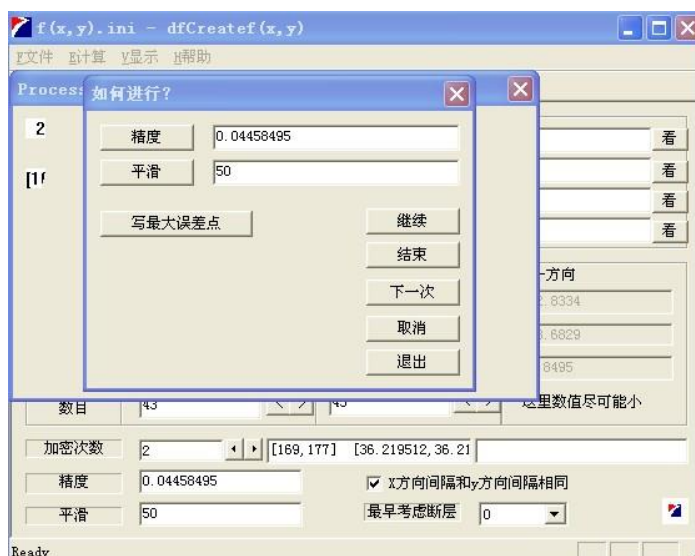 f(x,y).ini - dfCreatef(x,y)
F文件 E计算 V显示 H帮助
Process
如何进行?
2
精度 0.04458495
看
[1
平滑 50
看
看
写最大误差点 继续
看
结束
方向
下一次
2.8334
取消
.6829
退出
.8495
数目 43 < > 43 < > 这里数值尽可能小
加密次数 2 [169,177] [36.219512,36.21
精度 0.04458495 X方向间隔和y方向间隔相同
平滑 50 最早考虑断层 0
Ready